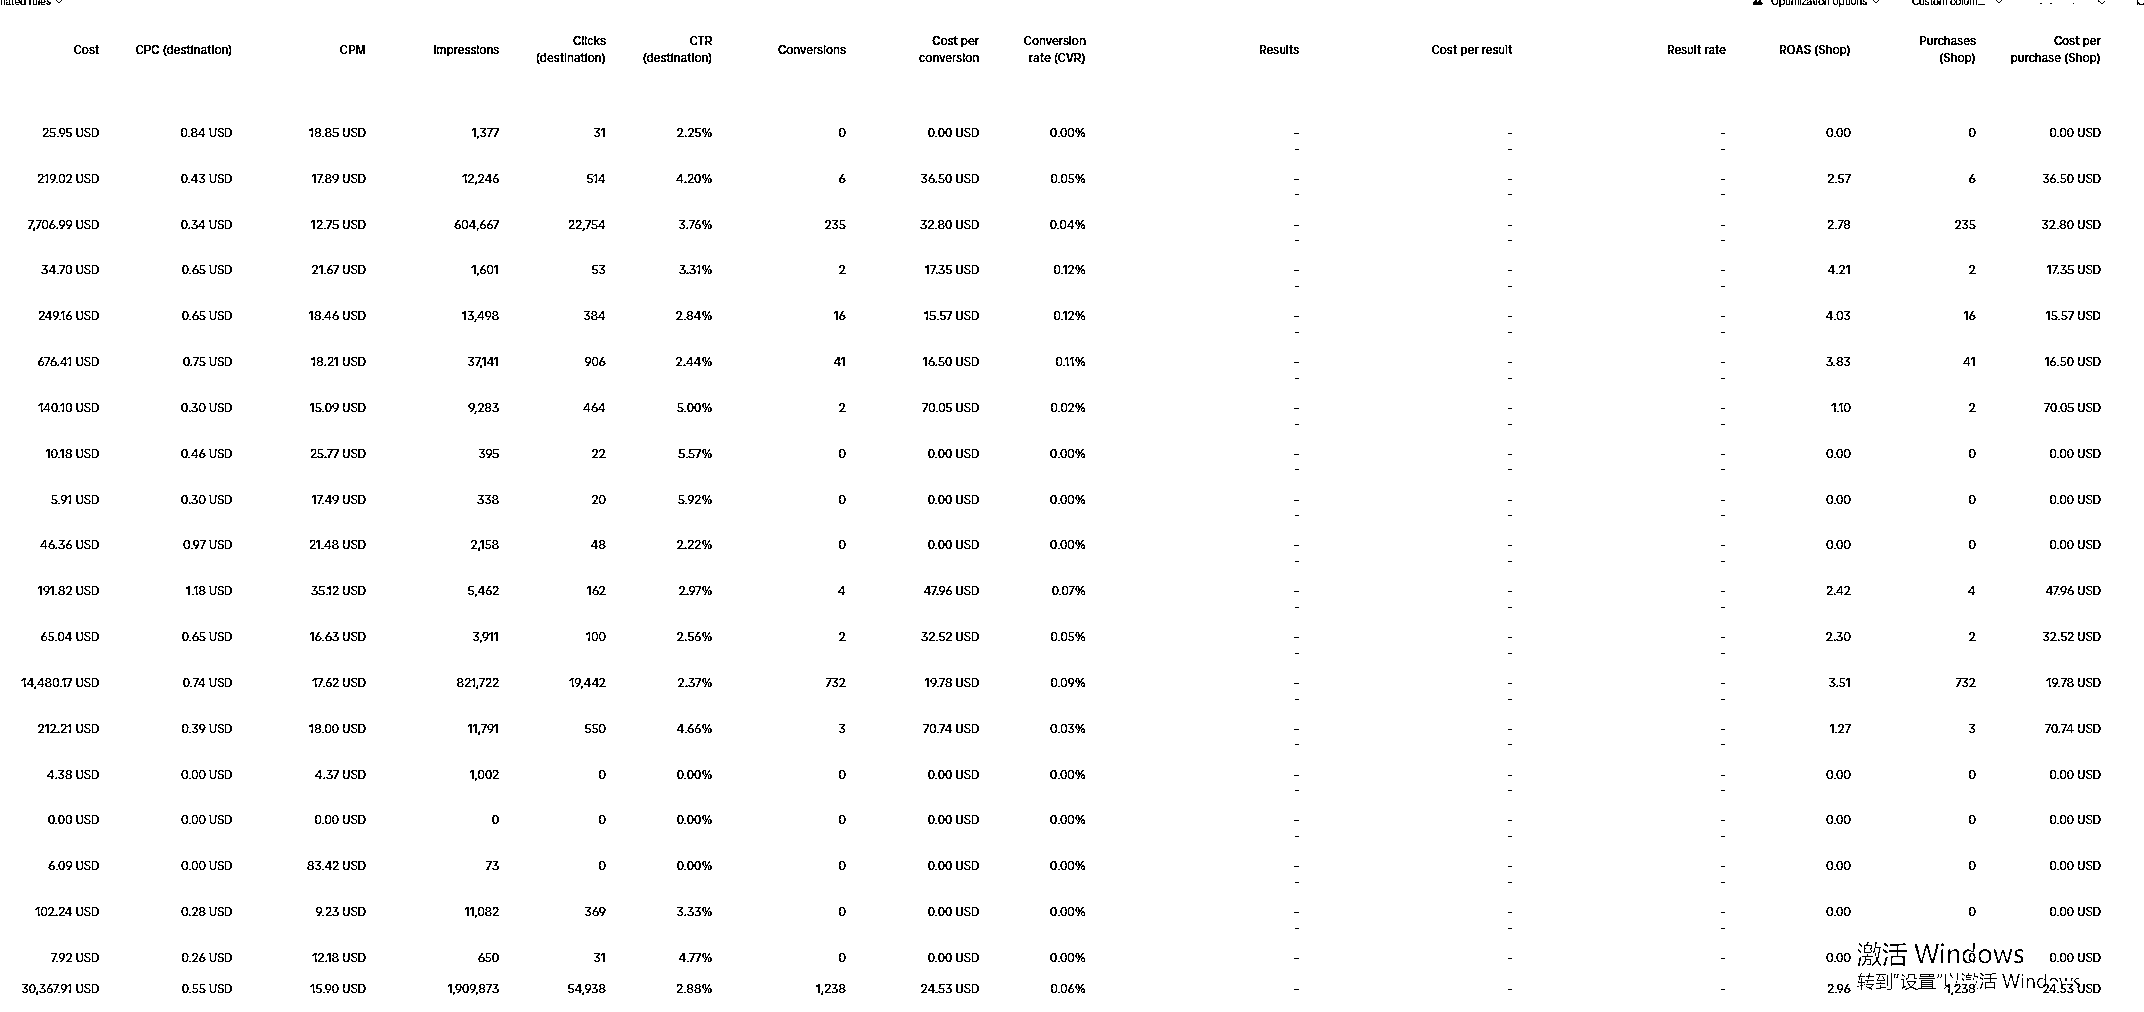 Optimization options
Cost CPC (destination) CPM Impressions Clicks (destination) CTR (destination) Conversions Cost per conversion Conversion rate (CVR) Results Cost per result Result rate ROAS (Shop) Purchases (Shop) Cost per purchase (Shop)
25.95 USD 0.84 USD 18.85 USD 1,377 31 2.25% 0 0.00 USD 0.00% - - - 0.00 0 0.00 USD
- - -
219.02 USD 0.43 USD 17.89 USD 12,246 514 4.20% 6 36.50 USD 0.05% - - - 2.57 6 36.50 USD
- - -
7,706.99 USD 0.34 USD 12.75 USD 604,667 22,754 3.76% 235 32.80 USD 0.04% - - - 2.78 235 32.80 USD
- - -
34.70 USD 0.65 USD 21.67 USD 1,601 53 3.31% 2 17.35 USD 0.12% - - - 4.21 2 17.35 USD
- - -
249.16 USD 0.65 USD 18.46 USD 13,498 384 2.84% 16 15.57 USD 0.12% - - - 4.03 16 15.57 USD
- - -
676.41 USD 0.75 USD 18.21 USD 37,141 906 2.44% 41 16.50 USD 0.11% - - - 3.83 41 16.50 USD
- - -
140.10 USD 0.30 USD 15.09 USD 9,283 464 5.00% 2 70.05 USD 0.02% - - - 1.10 2 70.05 USD
- - -
10.18 USD 0.46 USD 25.77 USD 395 22 5.57% 0 0.00 USD 0.00% - - - 0.00 0 0.00 USD
- - -
5.91 USD 0.30 USD 17.49 USD 338 20 5.92% 0 0.00 USD 0.00% - - - 0.00 0 0.00 USD
- - -
46.36 USD 0.97 USD 21.48 USD 2,158 48 2.22% 0 0.00 USD 0.00% - - - 0.00 0 0.00 USD
- - -
191.82 USD 1.18 USD 35.12 USD 5,462 162 2.97% 4 47.96 USD 0.07% - - - 2.42 4 47.96 USD
- - -
65.04 USD 0.65 USD 16.63 USD 3,911 100 2.56% 2 32.52 USD 0.05% - - - 2.30 2 32.52 USD
- - -
14,480.17 USD 0.74 USD 17.62 USD 821,722 19,442 2.37% 732 19.78 USD 0.09% - - - 3.51 732 19.78 USD
- - -
212.21 USD 0.39 USD 18.00 USD 11,791 550 4.66% 3 70.74 USD 0.03% - - - 1.27 3 70.74 USD
- - -
4.38 USD 0.00 USD 4.37 USD 1,002 0 0.00% 0 0.00 USD 0.00% - - - 0.00 0 0.00 USD
- - -
0.00 USD 0.00 USD 0.00 USD 0 0 0.00% 0 0.00 USD 0.00% - - - 0.00 0 0.00 USD
- - -
6.09 USD 0.00 USD 83.42 USD 73 0 0.00% 0 0.00 USD 0.00% - - - 0.00 0 0.00 USD
- - -
102.24 USD 0.28 USD 9.23 USD 11,082 369 3.33% 0 0.00 USD 0.00% - - - 0.00 0 0.00 USD
- - -
7.92 USD 0.26 USD 12.18 USD 650 31 4.77% 0 0.00 USD 0.00% - - - 0.00 0 0.00 USD
激活 Windows
30,367.91 USD 0.55 USD 15.90 USD 1,909,873 54,938 2.88% 1,238 24.53 USD 0.06% - - - 2.96 1,238 24.53 USD
转到“设置”以激活 Windows。